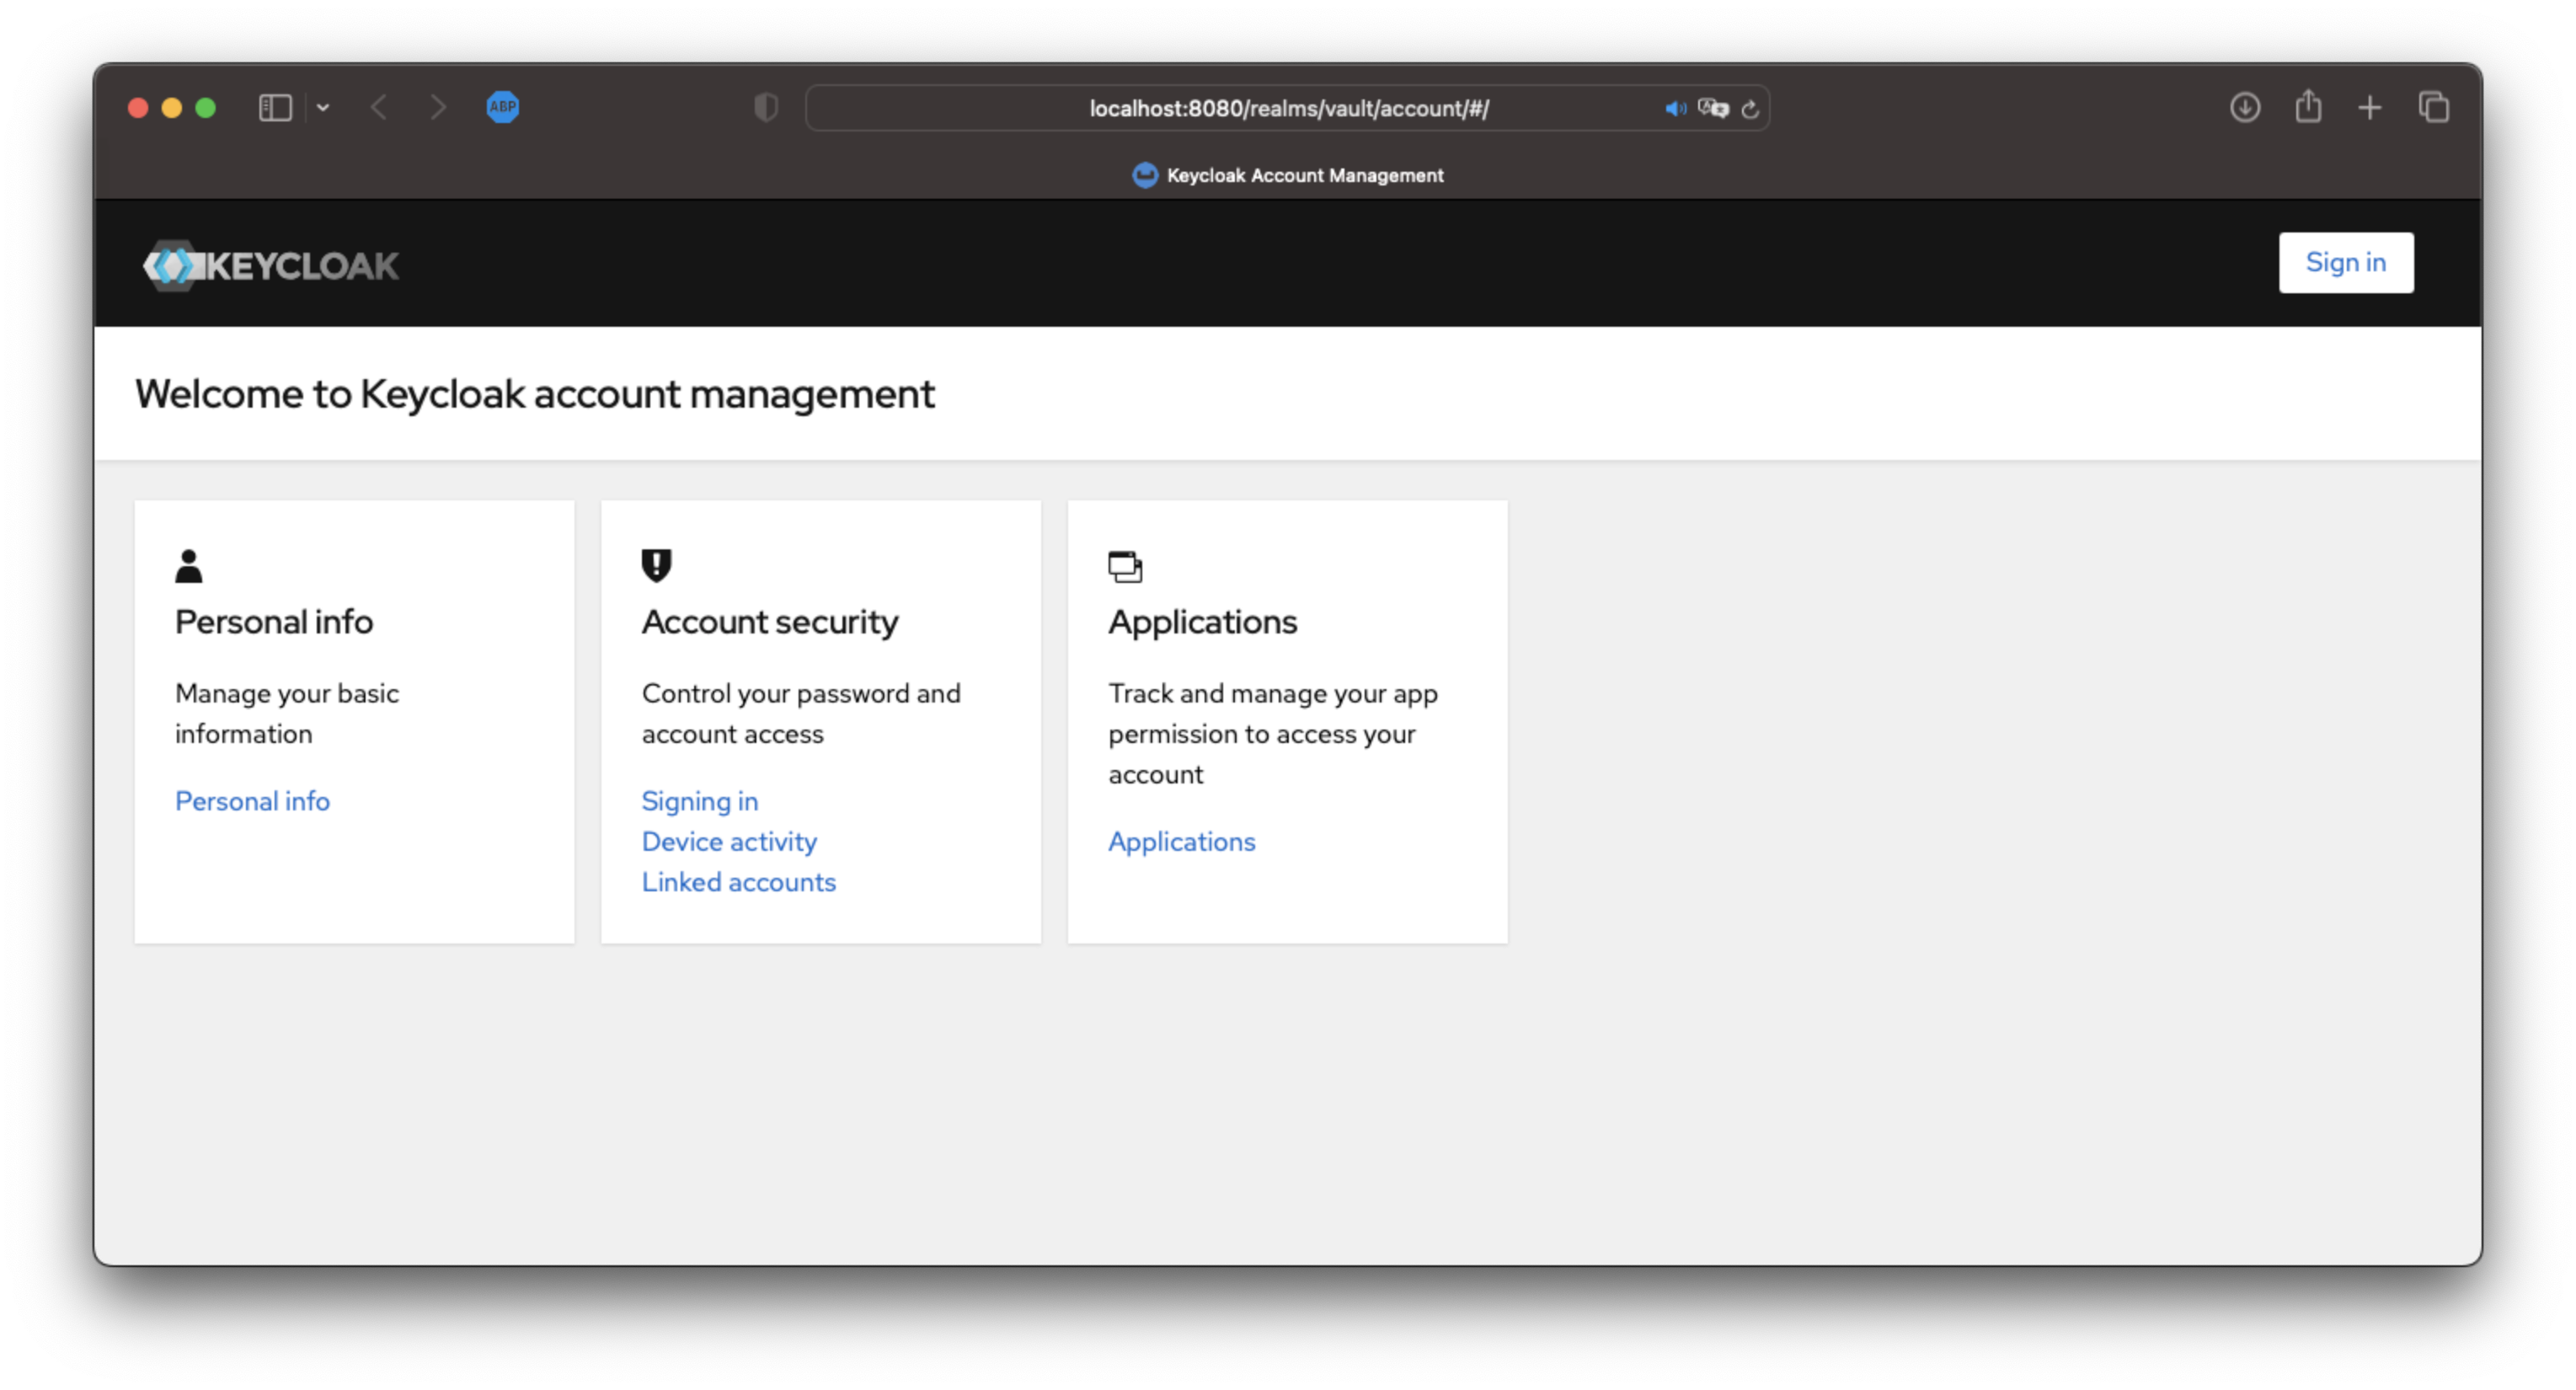 ABP
localhost:8080/realms/vault/account/#/
Keycloak Account Management
KEYCLOAK
Sign in
Welcome to Keycloak account management
Personal info
Manage your basic
information
Personal info
Account security
Control your password and
account access
Signing in
Device activity
Linked accounts
Applications
Track and manage your app
permission to access your
account
Applications